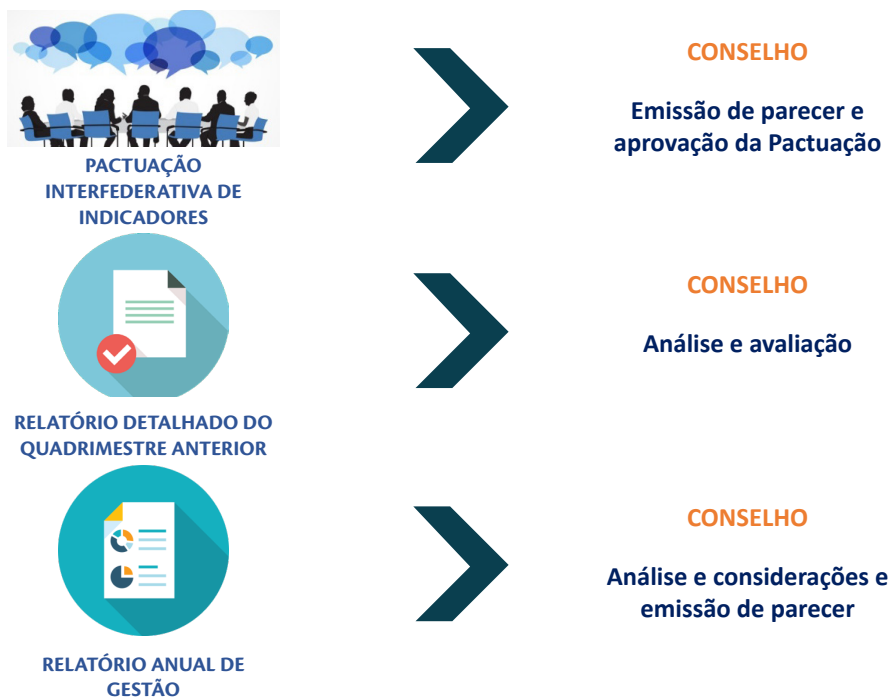 PACTUAÇÃO
INTERFEDERATIVA DE
INDICADORES
CONSELHO
Emissão de parecer e
aprovação da Pactuação
RELATÓRIO DETALHADO DO
QUADRIMESTRE ANTERIOR
CONSELHO
Análise e avaliação
RELATÓRIO ANUAL DE
GESTÃO
CONSELHO
Análise e considerações e
emissão de parecer